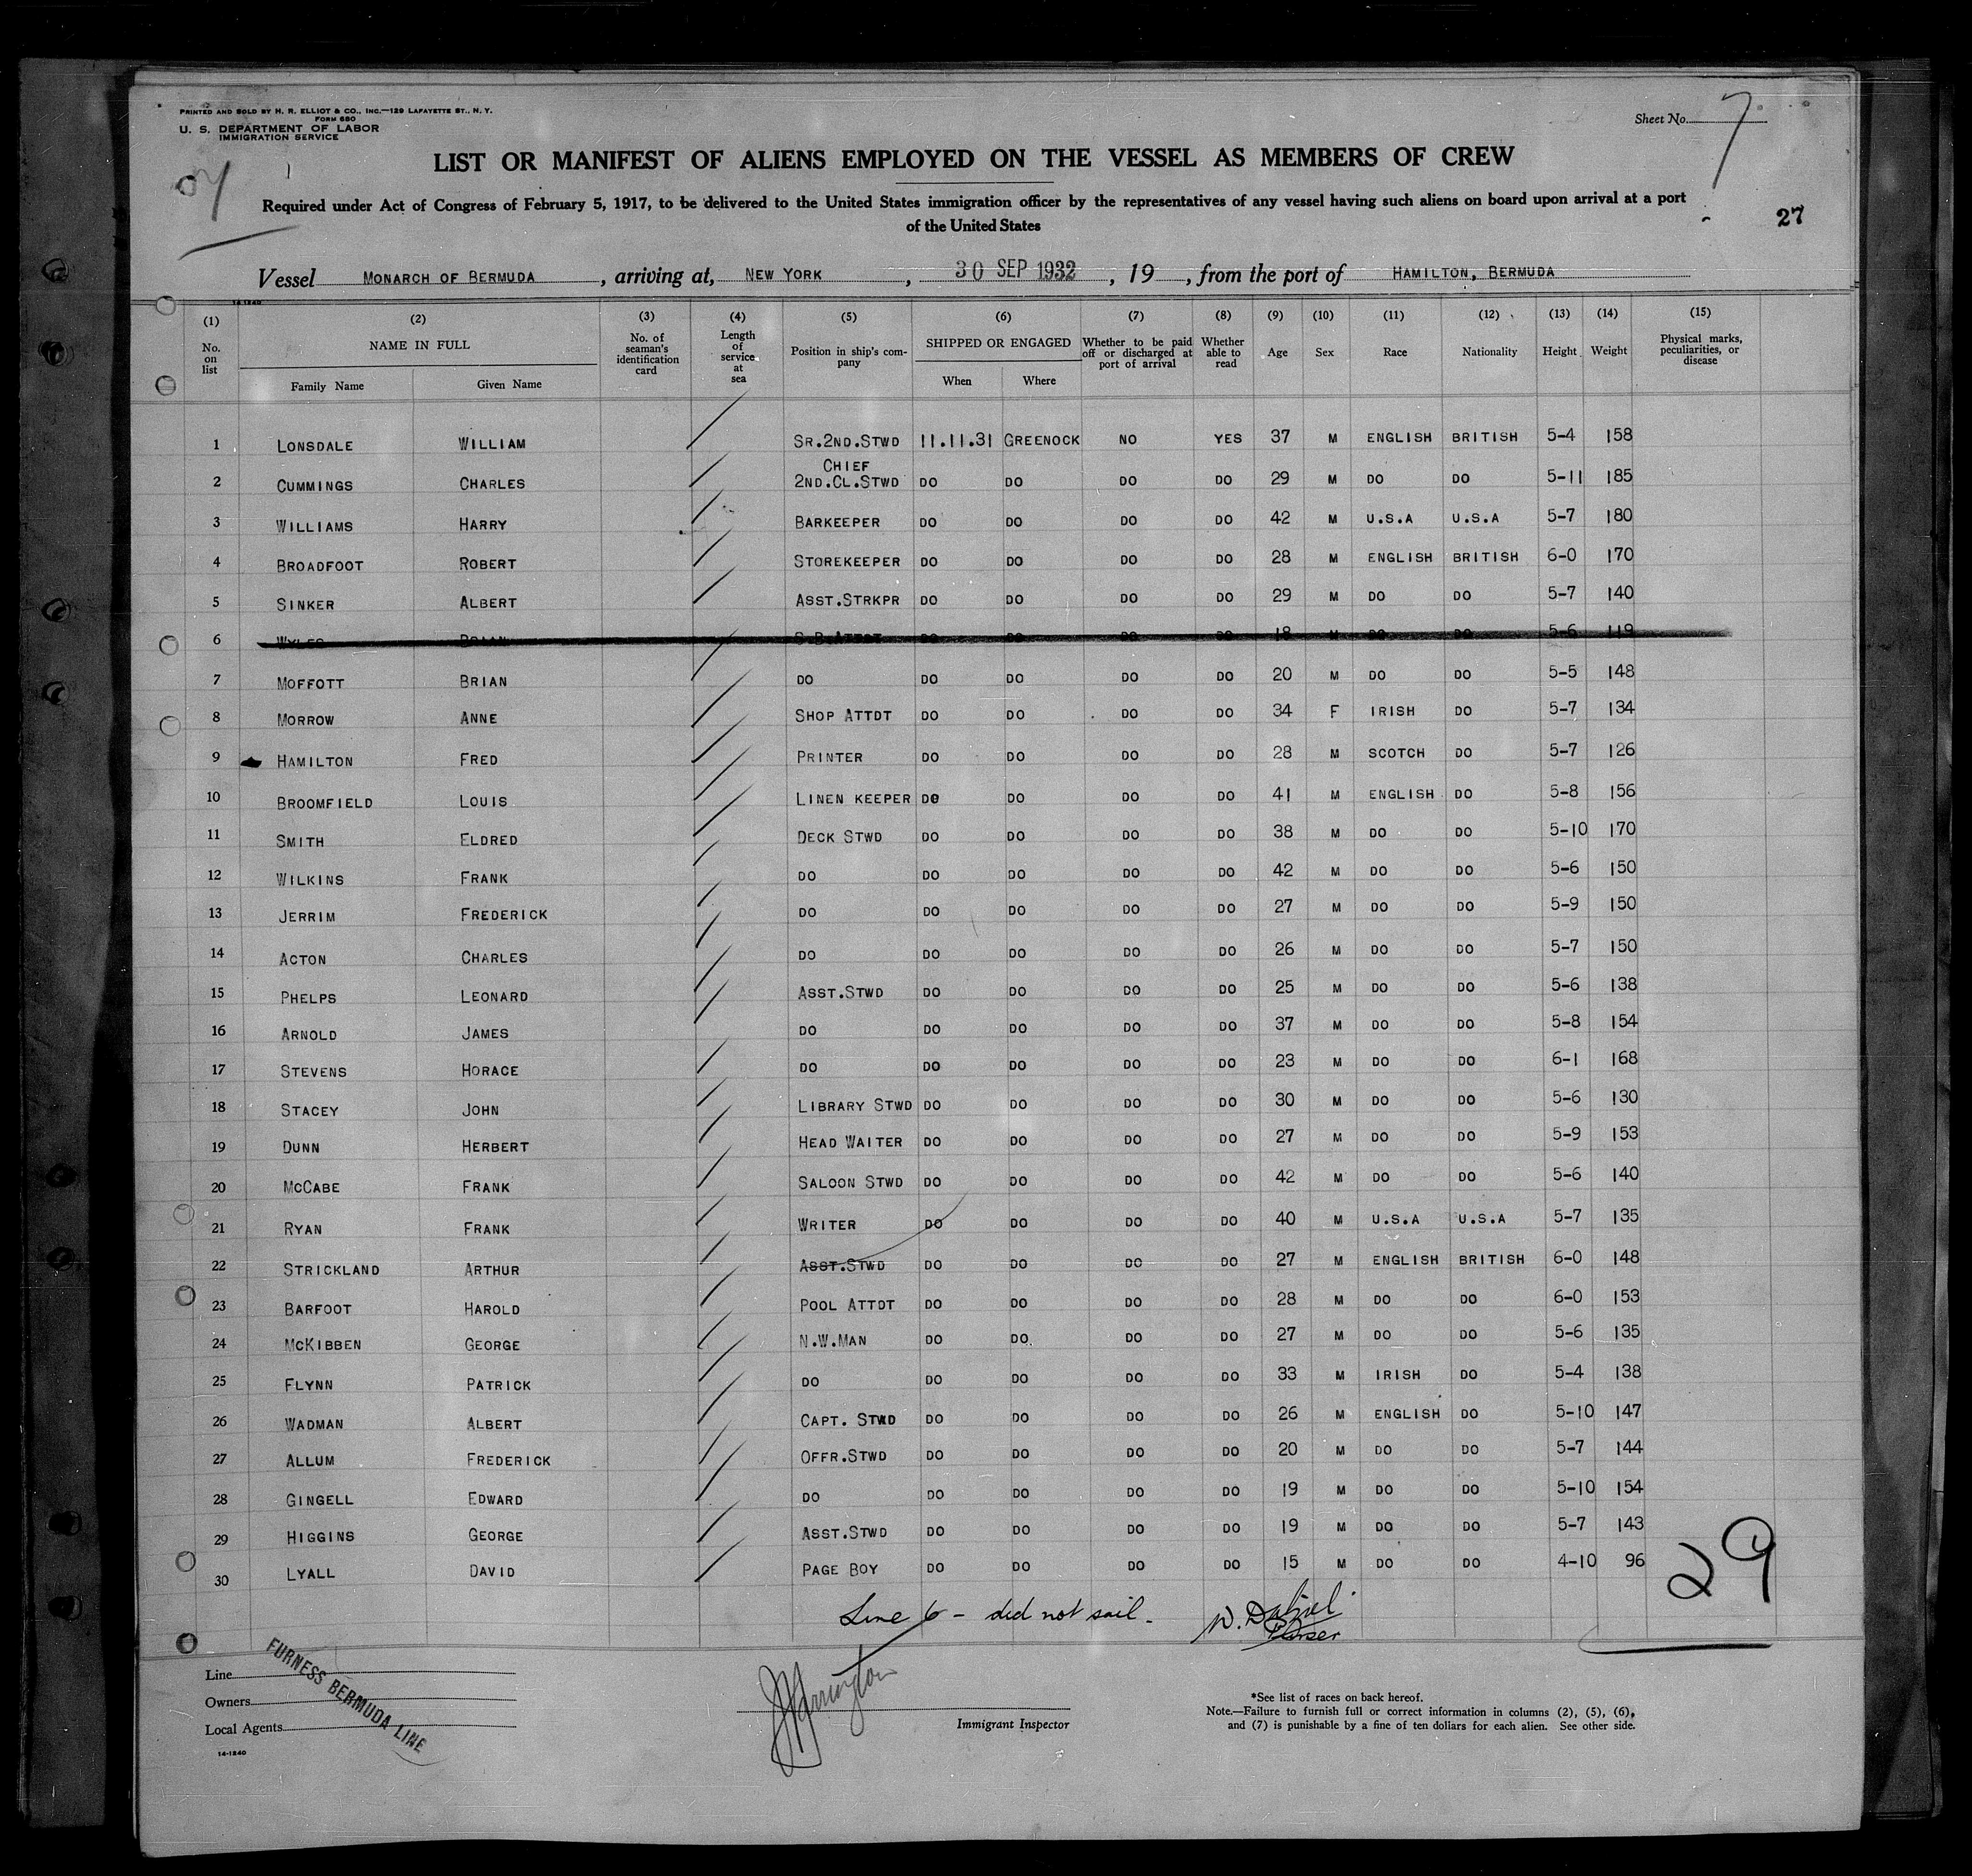 PRINTED AND SOLD BY H. R. ELLIOT & CO., INC.—129 LAFAYETTE ST., N. Y.
FORM 680
U. S. DEPARTMENT OF LABOR
IMMIGRATION SERVICE
Sheet No. 7
LIST OR MANIFEST OF ALIENS EMPLOYED ON THE VESSEL AS MEMBERS OF CREW
Required under Act of Congress of February 5, 1917, to be delivered to the United States immigration officer by the representatives of any vessel having such aliens on board upon arrival at a port
of the United States
27
Vessel MONARCH OF BERMUDA, arriving at, NEW YORK, 30 SEP 1932, 19, from the port of HAMILTON, BERMUDA
14-1240
(1) (2) (3) (4) (5) (6) (7) (8) (9) (10) (11) (12) (13) (14) (15)
No. on list NAME IN FULL Family Name Given Name No. of seaman's identification card Length of service at sea Position in ship's company SHIPPED OR ENGAGED When Where Whether to be paid off or discharged at port of arrival Whether able to read Age Sex Race Nationality Height Weight Physical marks, peculiarities, or disease
1 LONSDALE WILLIAM SR.2ND.STWD 11.11.31 GREENOCK NO YES 37 M ENGLISH BRITISH 5-4 158
2 CUMMINGS CHARLES CHIEF 2ND.CL.STWD DO DO DO DO 29 M DO DO 5-11 185
3 WILLIAMS HARRY BARKEEPER DO DO DO DO 42 M U.S.A U.S.A 5-7 180
4 BROADFOOT ROBERT STOREKEEPER DO DO DO DO 28 M ENGLISH BRITISH 6-0 170
5 SINKER ALBERT ASST.STRKPR DO DO DO DO 29 M DO DO 5-7 140
6 DO DO DO DO 18 M DO DO 5-6 119
7 MOFFOTT BRIAN DO DO DO DO DO 20 M DO DO 5-5 148
8 MORROW ANNE SHOP ATTDT DO DO DO DO 34 F IRISH DO 5-7 134
9 HAMILTON FRED PRINTER DO DO DO DO 28 M SCOTCH DO 5-7 126
10 BROOMFIELD LOUIS LINEN KEEPER DO DO DO DO 41 M ENGLISH DO 5-8 156
11 SMITH ELDRED DECK STWD DO DO DO DO 38 M DO DO 5-10 170
12 WILKINS FRANK DO DO DO DO DO 42 M DO DO 5-6 150
13 JERRIM FREDERICK DO DO DO DO DO 27 M DO DO 5-9 150
14 ACTON CHARLES DO DO DO DO DO 26 M DO DO 5-7 150
15 PHELPS LEONARD ASST.STWD DO DO DO DO 25 M DO DO 5-6 138
16 ARNOLD JAMES DO DO DO DO DO 37 M DO DO 5-8 154
17 STEVENS HORACE DO DO DO DO DO 23 M DO DO 6-1 168
18 STACEY JOHN LIBRARY STWD DO DO DO DO 30 M DO DO 5-6 130
19 DUNN HERBERT HEAD WAITER DO DO DO DO 27 M DO DO 5-9 153
20 MCCABE FRANK SALOON STWD DO DO DO DO 42 M DO DO 5-6 140
21 RYAN FRANK WRITER DO DO DO DO 40 M U.S.A U.S.A 5-7 135
22 STRICKLAND ARTHUR ASST.STWD DO DO DO DO 27 M ENGLISH BRITISH 6-0 148
23 BARFOOT HAROLD POOL ATTDT DO DO DO DO 28 M DO DO 6-0 153
24 MCKIBBEN GEORGE N.W.MAN DO DO DO DO 27 M DO DO 5-6 135
25 FLYNN PATRICK DO DO DO DO DO 33 M IRISH DO 5-4 138
26 WADMAN ALBERT CAPT. STWD DO DO DO DO 26 M ENGLISH DO 5-10 147
27 ALLUM FREDERICK OFFR.STWD DO DO DO DO 20 M DO DO 5-7 144
28 GINGELL EDWARD DO DO DO DO DO 19 M DO DO 5-10 154
29 HIGGINS GEORGE ASST.STWD DO DO DO DO 19 M DO DO 5-7 143
30 LYALL DAVID PAGE BOY DO DO DO DO 15 M DO DO 4-10 96
29
Line 6 - did not sail.
Purser
Line
Owners
Local Agents
FURNESS BERMUDA LINE
14-1240
Immigrant Inspector
*See list of races on back hereof.
Note.—Failure to furnish full or correct information in columns (2), (5), (6),
and (7) is punishable by a fine of ten dollars for each alien. See other side.